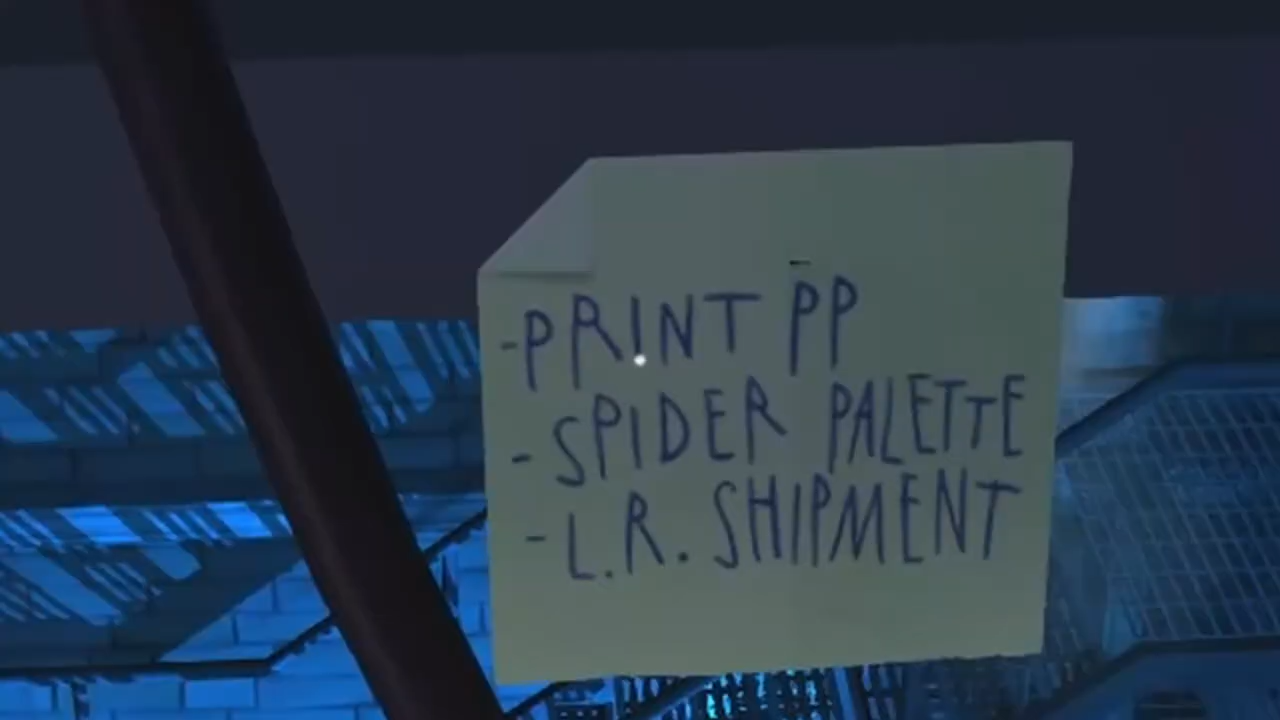 -PRINT PP
- SPIDER PALETTE
- L.R. SHIPMENT